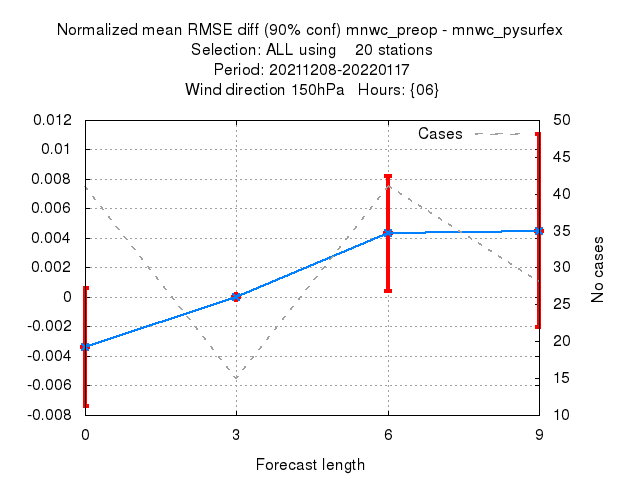 Normalized mean RMSE diff (90% conf) mnwc_preop - mnwc_pysurfex
Selection: ALL using    20 stations
Period: 20211208-20220117
Wind direction 150hPa   Hours: {06}
Cases
0.012
0.01
0.008
0.006
0.004
0.002
0
-0.002
-0.004
-0.006
-0.008
50
45
40
35
30
25
20
15
10
No cases
0 3 6 9
Forecast length